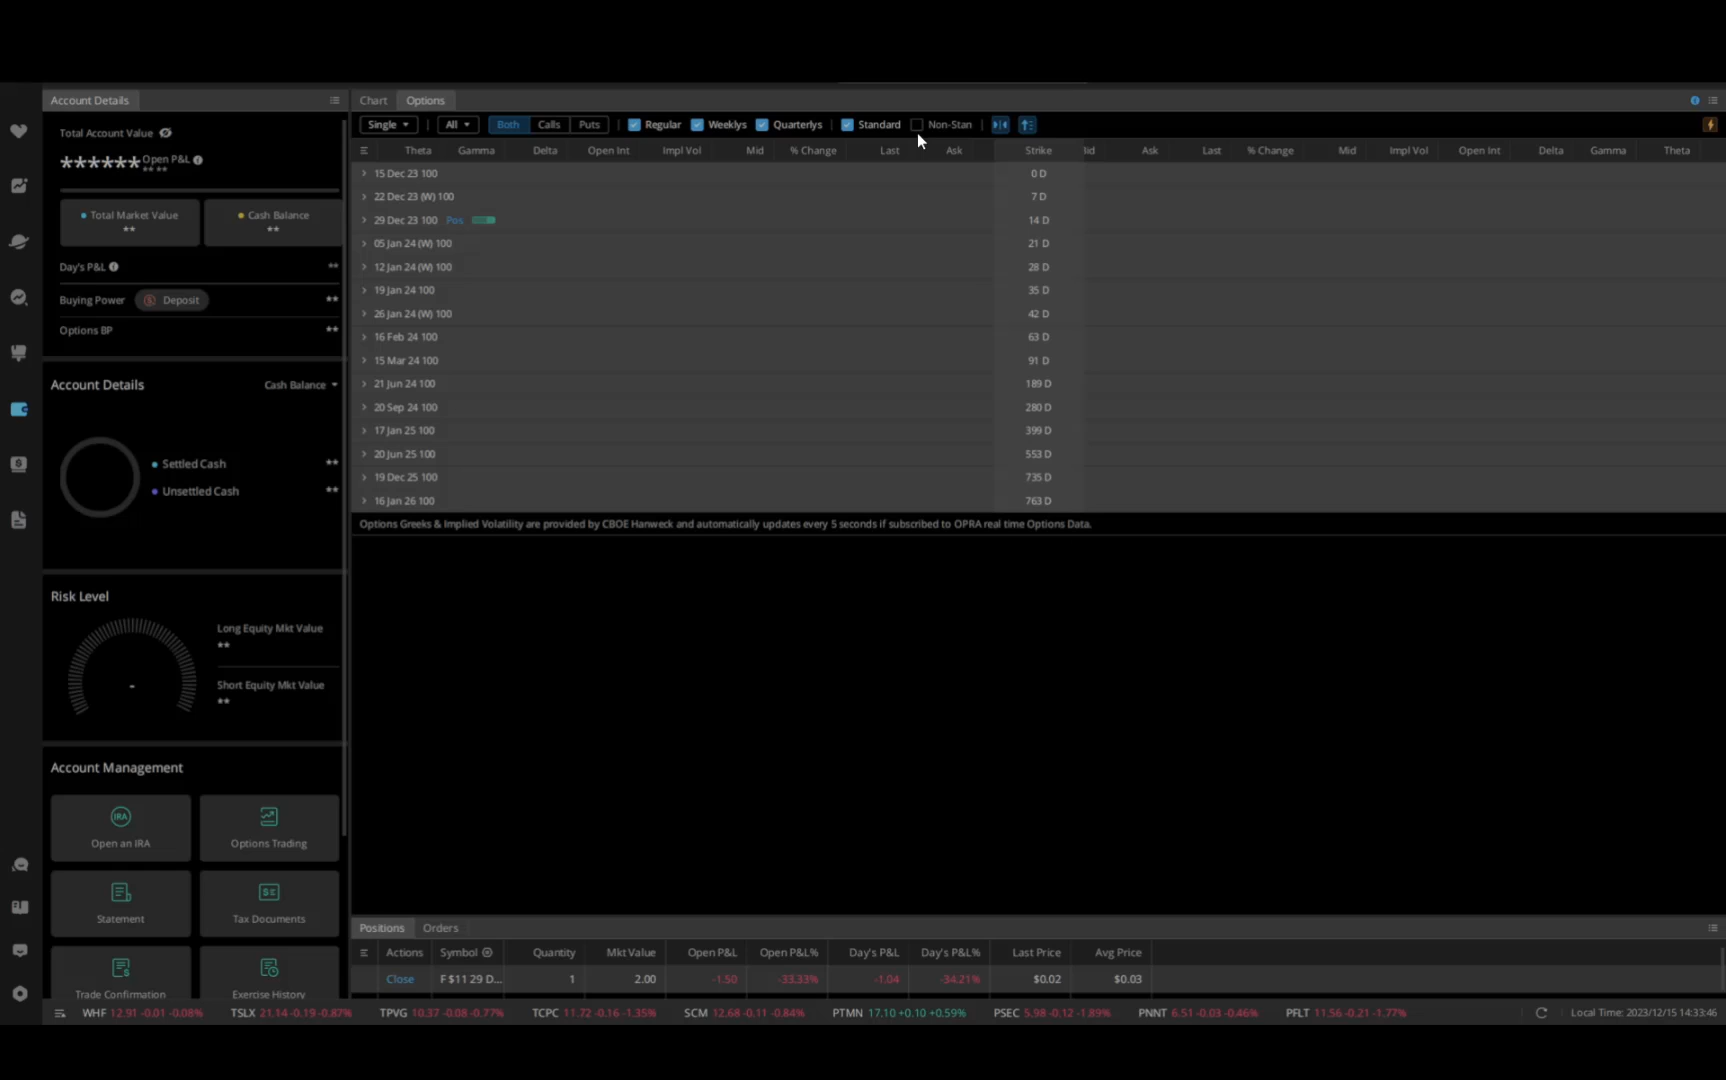 Account Details
Total Account Value
****** Open P&L
** **
Total Market Value
**
Cash Balance
**
Day's P&L **
Buying Power Deposit **
Options BP **
Account Details Cash Balance
Settled Cash **
Unsettled Cash **
Risk Level
Long Equity Mkt Value
**
-
Short Equity Mkt Value
**
Account Management
IRA
Open an IRA
Options Trading
Statement
Tax Documents
Trade Confirmation
Exercise History
Chart Options
Single All Both Calls Puts Regular Weeklys Quarterlys Standard Non-Stan
Theta Gamma Delta Open Int Impl Vol Mid % Change Last Ask Strike Ask Last % Change Mid Impl Vol Open Int Delta Gamma Theta
15 Dec 23 100 0 D
22 Dec 23 (W) 100 7 D
29 Dec 23 100 Pos 14 D
05 Jan 24 (W) 100 21 D
12 Jan 24 (W) 100 28 D
19 Jan 24 100 35 D
26 Jan 24 (W) 100 42 D
16 Feb 24 100 63 D
15 Mar 24 100 91 D
21 Jun 24 100 189 D
20 Sep 24 100 280 D
17 Jan 25 100 399 D
20 Jun 25 100 553 D
19 Dec 25 100 735 D
16 Jan 26 100 763 D
Options Greeks & Implied Volatility are provided by CBOE Hanweck and automatically updates every 5 seconds if subscribed to OPRA real time Options Data.
Positions Orders
Actions Symbol Quantity Mkt Value Open P&L Open P&L% Day's P&L Day's P&L% Last Price Avg Price
Close F $11 29 D... 1 2.00 -1.50 -33.33% -1.04 -34.21% $0.02 $0.03
WHF 12.91 -0.01 -0.08% TSLX 21.14 -0.19 -0.87% TPVG 10.37 -0.08 -0.77% TCPC 11.72 -0.16 -1.35% SCM 12.68 -0.11 -0.84% PTMN 17.10 +0.10 +0.59% PSEC 5.98 -0.12 -1.89% PNNT 6.51 -0.03 -0.46% PFLT 11.56 -0.21 -1.77% Local Time: 2023/12/15 14:33:46